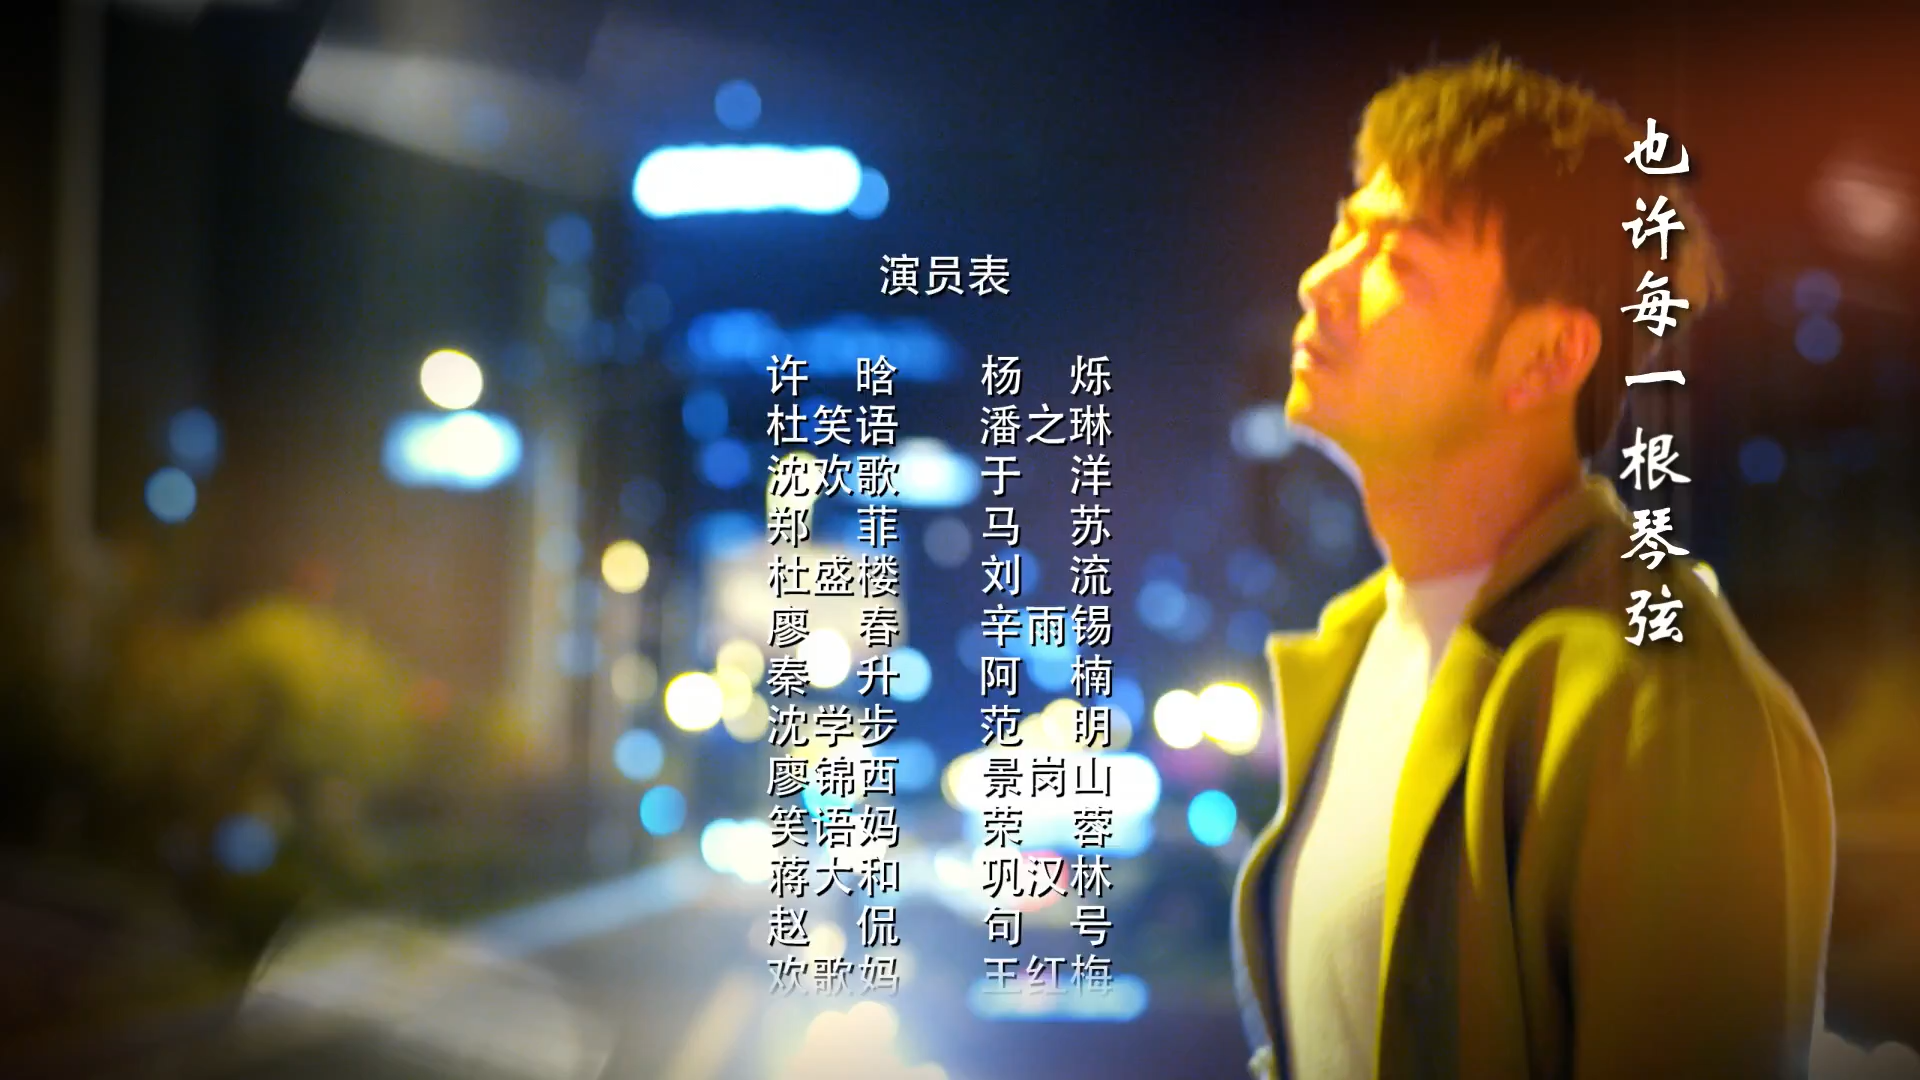 演员表
许晗 杨烁
杜笑语 潘之琳
沈欢歌 于洋
郑菲 马苏
杜盛楼 刘流
廖春 辛雨锡
秦升 阿楠
沈学步 范明
廖锦西 景岗山
笑语妈 荣蓉
蒋大和 巩汉林
赵侃 句号
欢歌妈 王红梅
也许每一根琴弦